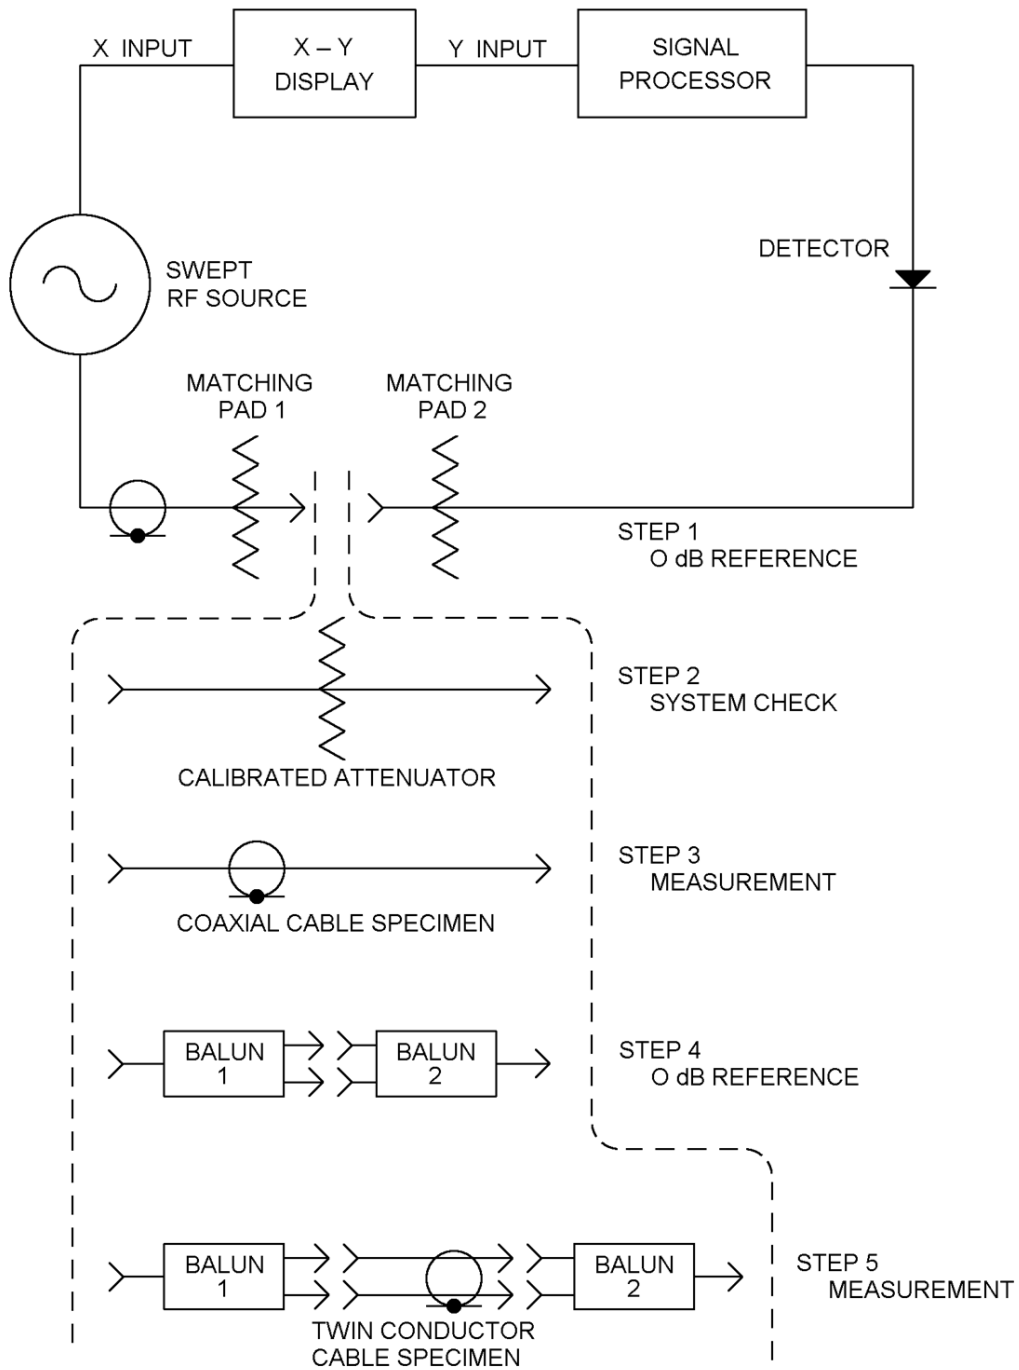 X INPUT
X – Y
DISPLAY
Y INPUT
SIGNAL
PROCESSOR
DETECTOR
SWEPT
RF SOURCE
MATCHING
PAD 1
MATCHING
PAD 2
STEP 1
O dB REFERENCE
STEP 2
SYSTEM CHECK
CALIBRATED ATTENUATOR
STEP 3
MEASUREMENT
COAXIAL CABLE SPECIMEN
BALUN
1
BALUN
2
STEP 4
O dB REFERENCE
BALUN
1
BALUN
2
STEP 5
MEASUREMENT
TWIN CONDUCTOR
CABLE SPECIMEN